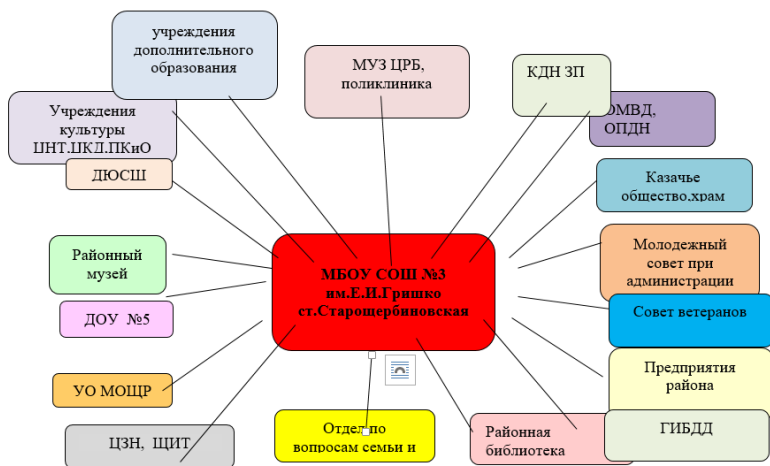 учреждения
дополнительного
образования
МУЗ ЦРБ,
поликлиника
КДН ЗП
ОМВД,
ОПДН
Учреждения
культуры
ЦНТ,ЦКД,ПКиО
ДЮСШ
Казачье
общество,храм
Районный
музей
МБОУ СОШ №3
им.Е.И.Гришко
ст.Старощербиновская
Молодежный
совет при
администрации
ДОУ №5
Совет ветеранов
УО МОЩР
Предприятия
района
ЦЗН, ЩИТ
Отдел по
вопросам семьи и
Районная
библиотека
ГИБДД